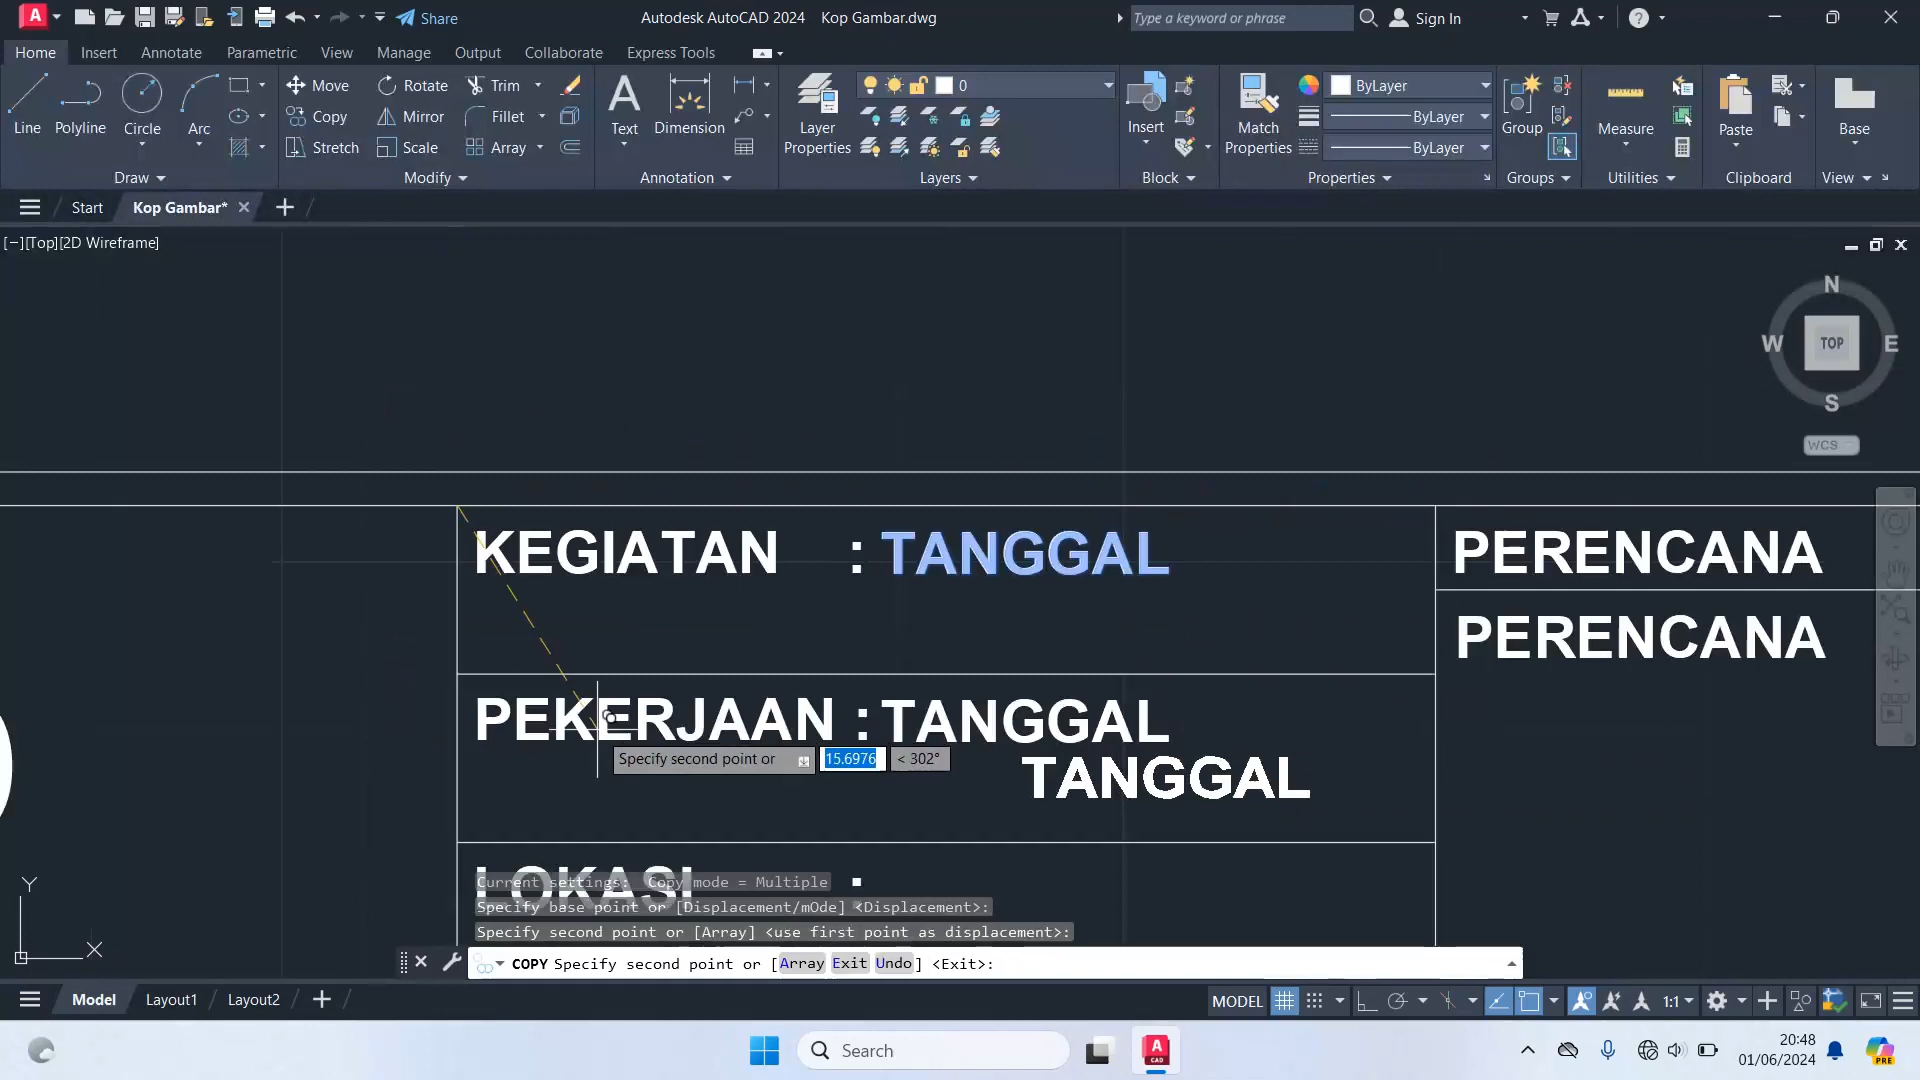 Share
Autodesk AutoCAD 2024 Kop Gambar.dwg
Type a keyword or phrase
Sign In
Home Insert Annotate Parametric View Manage Output Collaborate Express Tools
Line Polyline Circle Arc
Move Rotate Trim
Copy Mirror Fillet
Stretch Scale Array
Text Dimension
Layer Properties
0
Insert
Match Properties
ByLayer
ByLayer
ByLayer
Group
Measure
Paste
Base
Draw Modify Annotation Layers Block Properties Groups Utilities Clipboard View
Start Kop Gambar*
[−][Top][2D Wireframe]
N
W TOP E
S
WCS
KEGIATAN : TANGGAL
PERENCANA
PERENCANA
PEKERJAAN : TANGGAL
Specify second point or 15.6976 < 302°
TANGGAL
LOKASI :
Current settings: Copy mode = Multiple
Specify base point or [Displacement/mOde] <Displacement>:
Specify second point or [Array] <use first point as displacement>:
COPY Specify second point or [Array Exit Undo] <Exit>:
Y
X
Model Layout1 Layout2
MODEL 1:1
Search
A CAD
20:48
01/06/2024
PRE